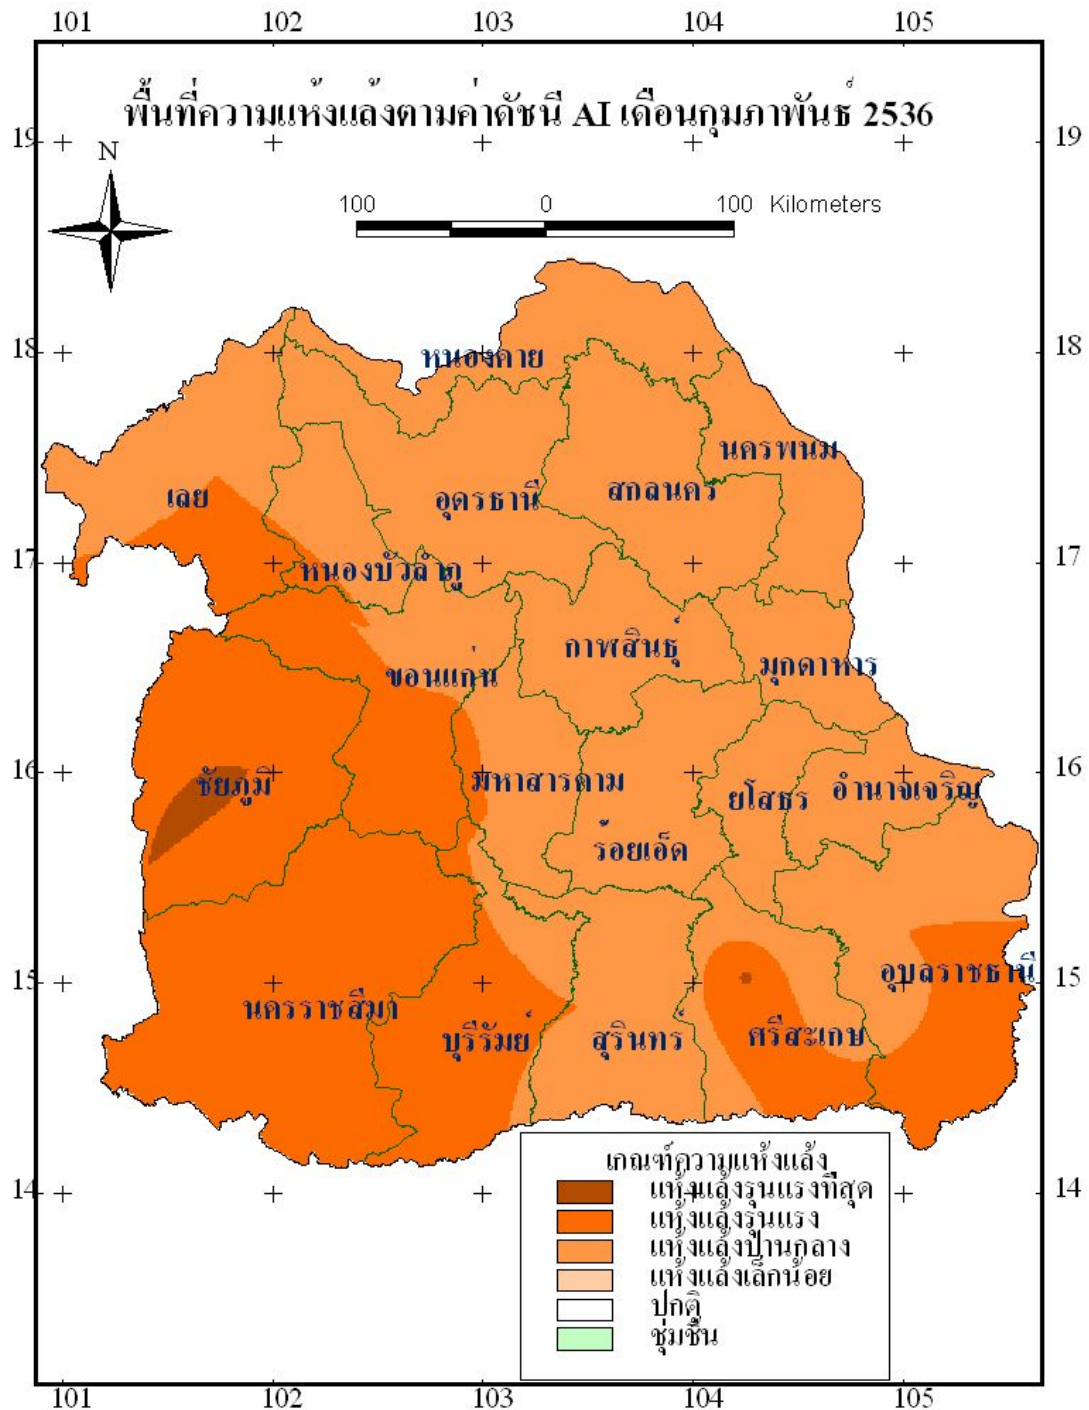 101 102 103 104 105
พื้นที่ความแห้งแล้งตามค่าดัชนี AI เดือนกุมภาพันธ์ 2536
19 19
N
100 0 100 Kilometers
18 18
หนองคาย
นครพนม
เลย อุดรธานี สกลนคร
17 17
หนองบัวลำภู
กาฬสินธุ์
ขอนแก่น มุกดาหาร
16 16
ชัยภูมิ มหาสารคาม ยโสธร อำนาจเจริญ
ร้อยเอ็ด
15 15
อุบลราชธานี
นครราชสีมา บุรีรัมย์ สุรินทร์ ศรีสะเกษ
เกณฑ์ความแห้งแล้ง
14 14
แห้งแล้งรุนแรงที่สุด
แห้งแล้งรุนแรง
แห้งแล้งปานกลาง
แห้งแล้งเล็กน้อย
ปกติ
ชุ่มชื้น
101 102 103 104 105